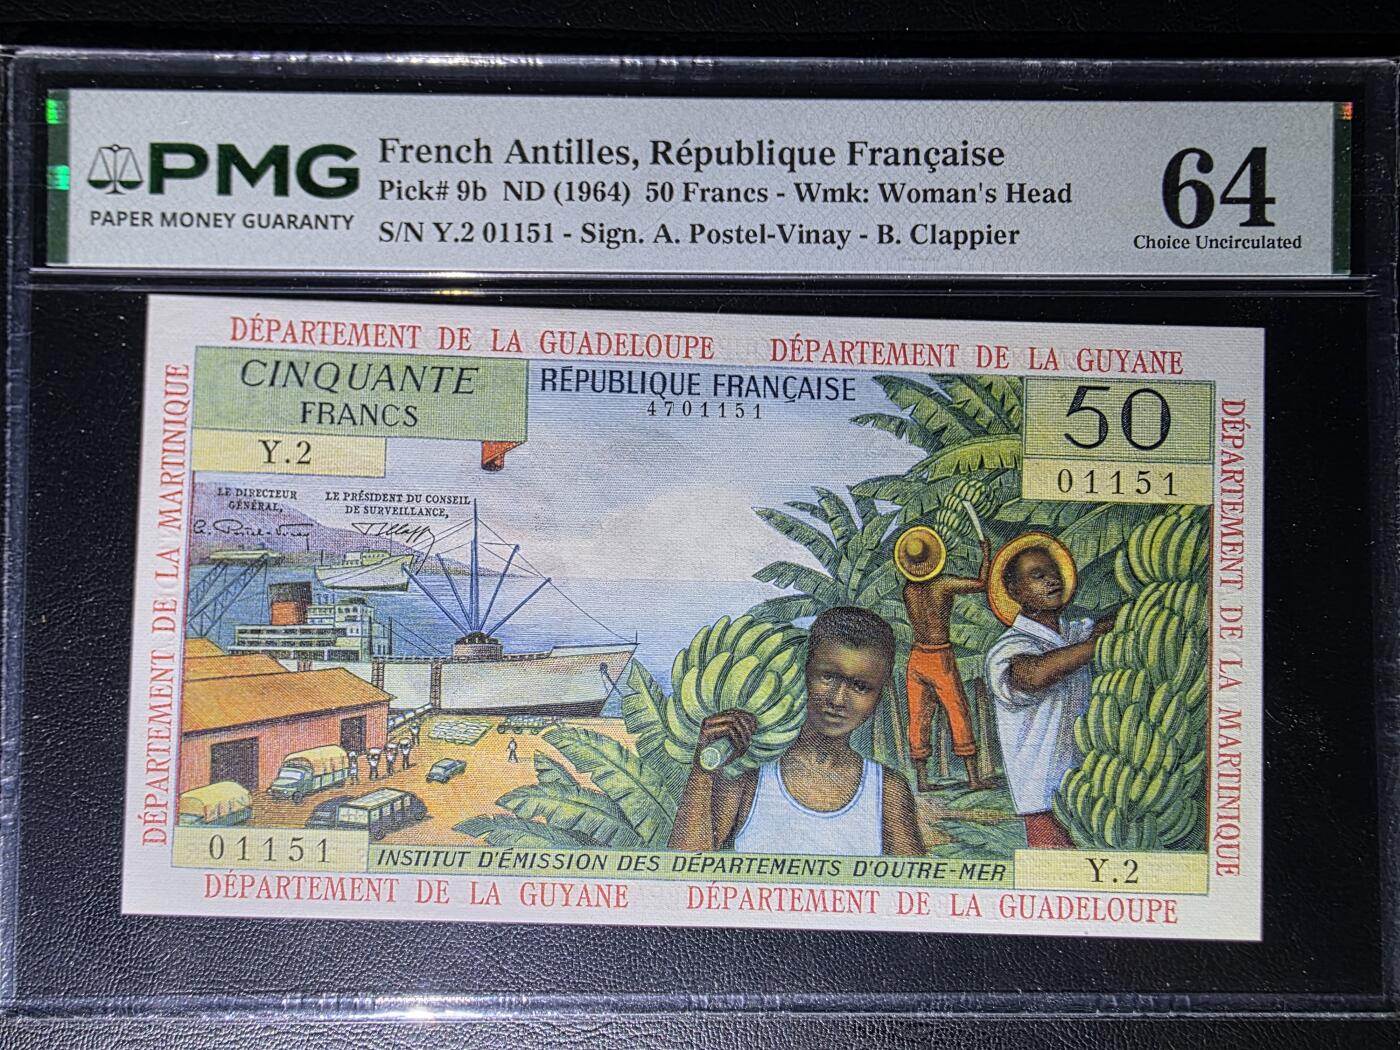 PMG
PAPER MONEY GUARANTY
French Antilles, République Française
Pick# 9b ND (1964) 50 Francs - Wmk: Woman's Head
S/N Y.2 01151 - Sign. A. Postel-Vinay - B. Clappier
64
Choice Uncirculated
DÉPARTEMENT DE LA GUADELOUPE DÉPARTEMENT DE LA GUYANE
DÉPARTEMENT DE LA MARTINIQUE
CINQUANTE
FRANCS
Y.2
RÉPUBLIQUE FRANÇAISE
4701151
50
01151
LE DIRECTEUR
GÉNÉRAL,
LE PRÉSIDENT DU CONSEIL
DE SURVEILLANCE,
A. Postel-Vinay
DÉPARTEMENT DE LA MARTINIQUE
01151
INSTITUT D'ÉMISSION DES DÉPARTEMENTS D'OUTRE-MER
Y.2
DÉPARTEMENT DE LA GUYANE DÉPARTEMENT DE LA GUADELOUPE